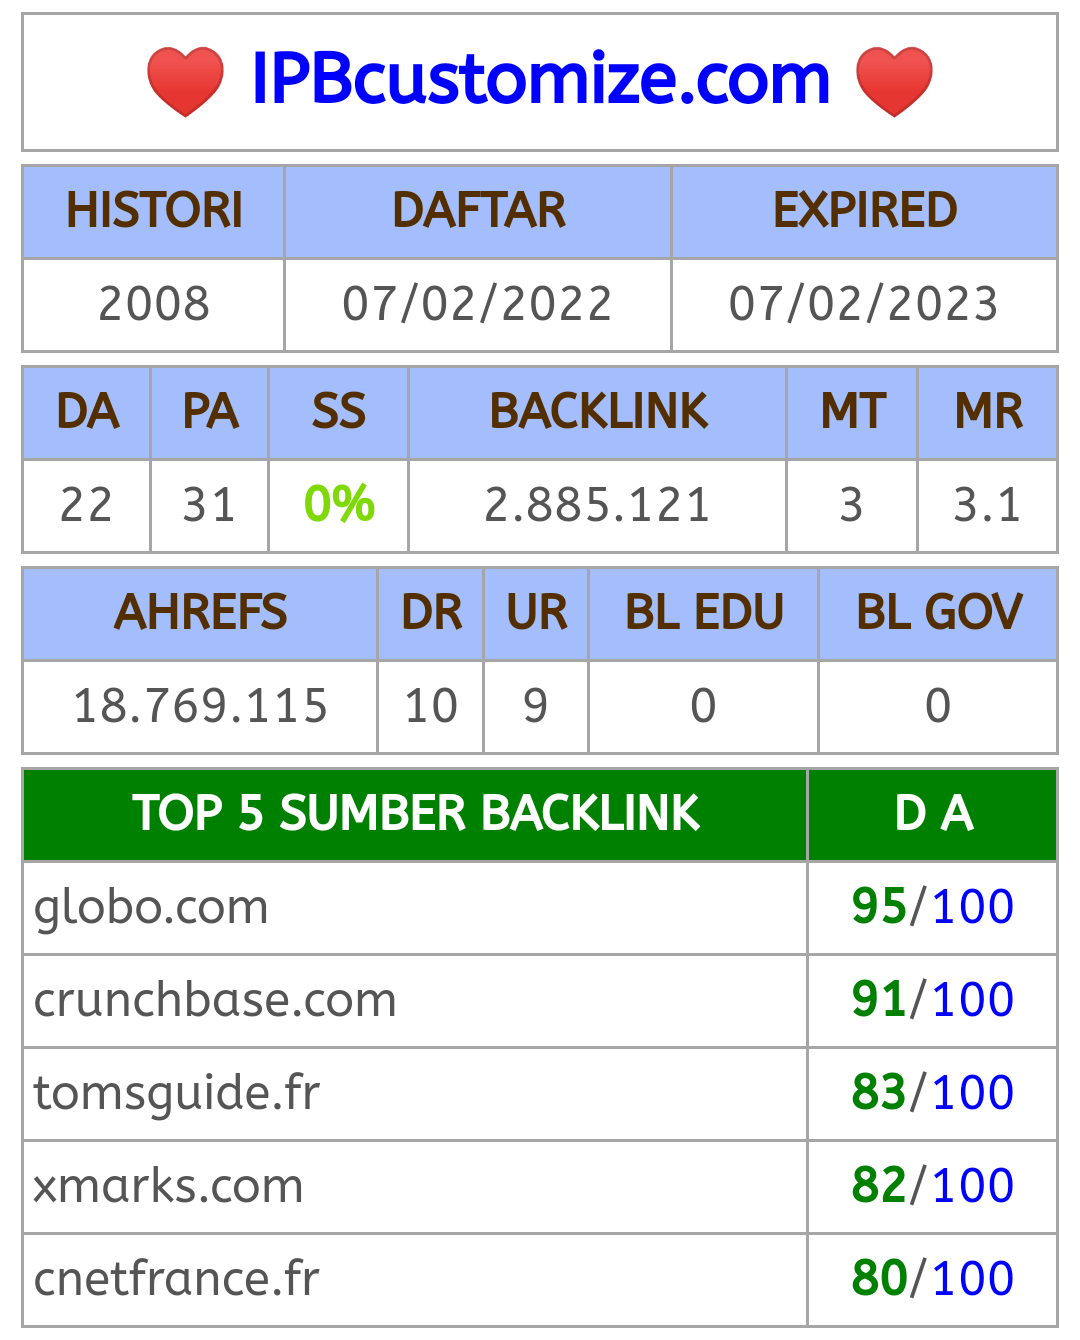 IPBcustomize.com
HISTORI DAFTAR EXPIRED
2008 07/02/2022 07/02/2023
DA PA SS BACKLINK MT MR
22 31 0% 2.885.121 3 3.1
AHREFS DR UR BL EDU BL GOV
18.769.115 10 9 0 0
TOP 5 SUMBER BACKLINK D A
globo.com 95/100
crunchbase.com 91/100
tomsguide.fr 83/100
xmarks.com 82/100
cnetfrance.fr 80/100